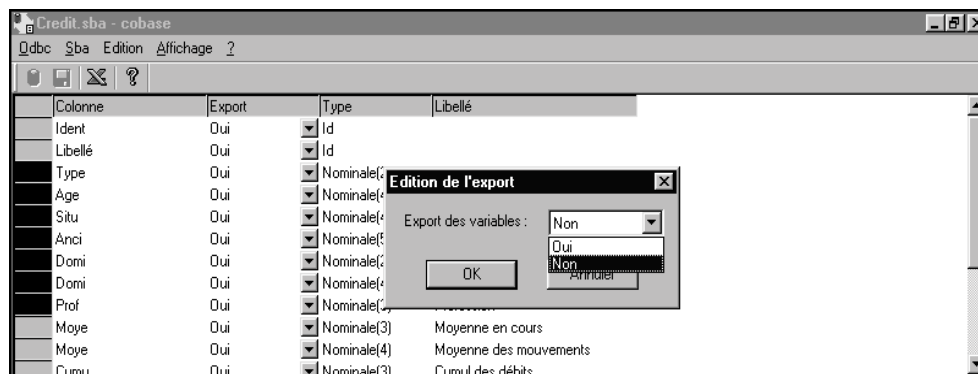 Credit.sba - cobase
Odbc Sba Edition Affichage ?
Colonne Export Type Libellé
Ident Oui Id
Libellé Oui Id
Type Oui
Age Oui
Situ Oui
Anci Oui
Domi Oui
Domi Oui
Prof Oui
Moye Oui Nominale(3) Moyenne en cours
Moye Oui Nominale(4) Moyenne des mouvements
Cumu Oui Nominale(3) Cumul des débits
Edition de l'export
Export des variables : Non
Oui
Non
OK Annuler